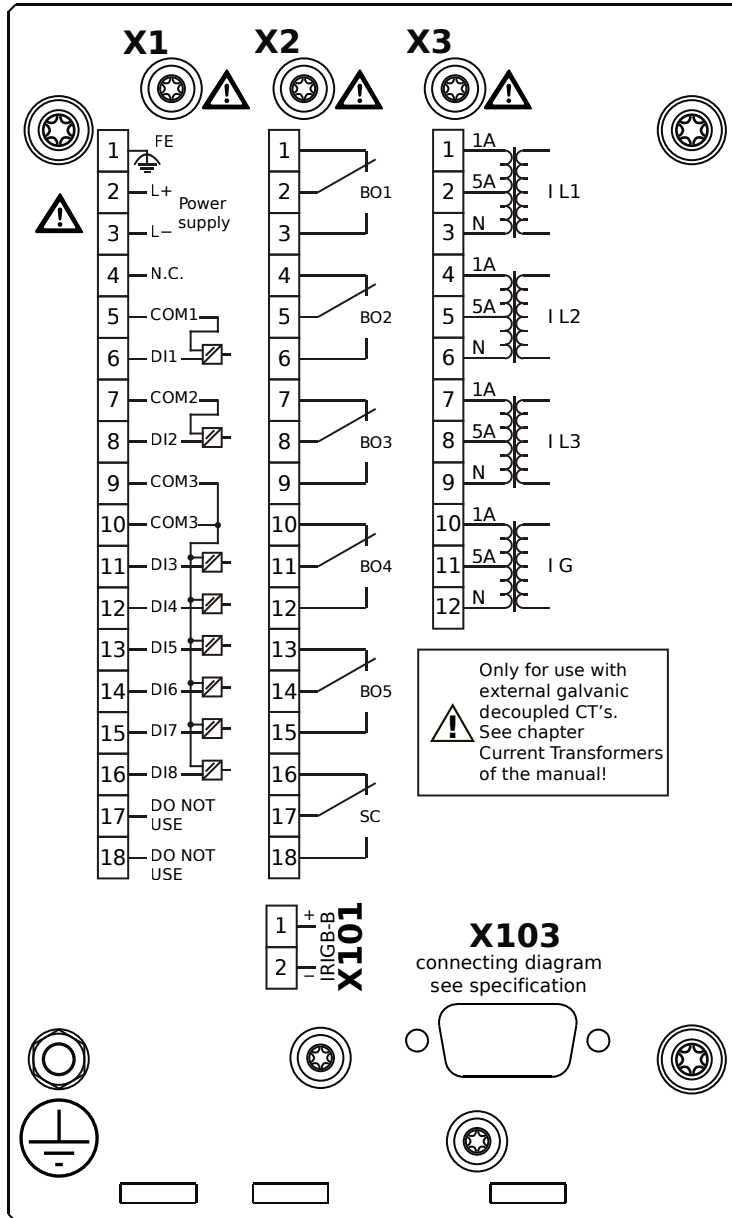 X1 X2 X3
1 FE
2 L+
Power
supply
3 L−
4 N.C.
5 COM1
6 DI1
7 COM2
8 DI2
9 COM3
10 COM3
11 DI3
12 DI4
13 DI5
14 DI6
15 DI7
16 DI8
17 DO NOT
USE
18 DO NOT
USE
1
2 BO1
3
4
5 BO2
6
7
8 BO3
9
10
11 BO4
12
13
14 BO5
15
16
17 SC
18
1 1A
2 5A I L1
3 N
4 1A
5 5A I L2
6 N
7 1A
8 5A I L3
9 N
10 1A
11 5A I G
12 N
!
!
!
!
!
Only for use with
external galvanic
decoupled CT's.
See chapter
Current Transformers
of the manual!
1 +
2 −
IRIGB-B
X101
X103
connecting diagram
see specification